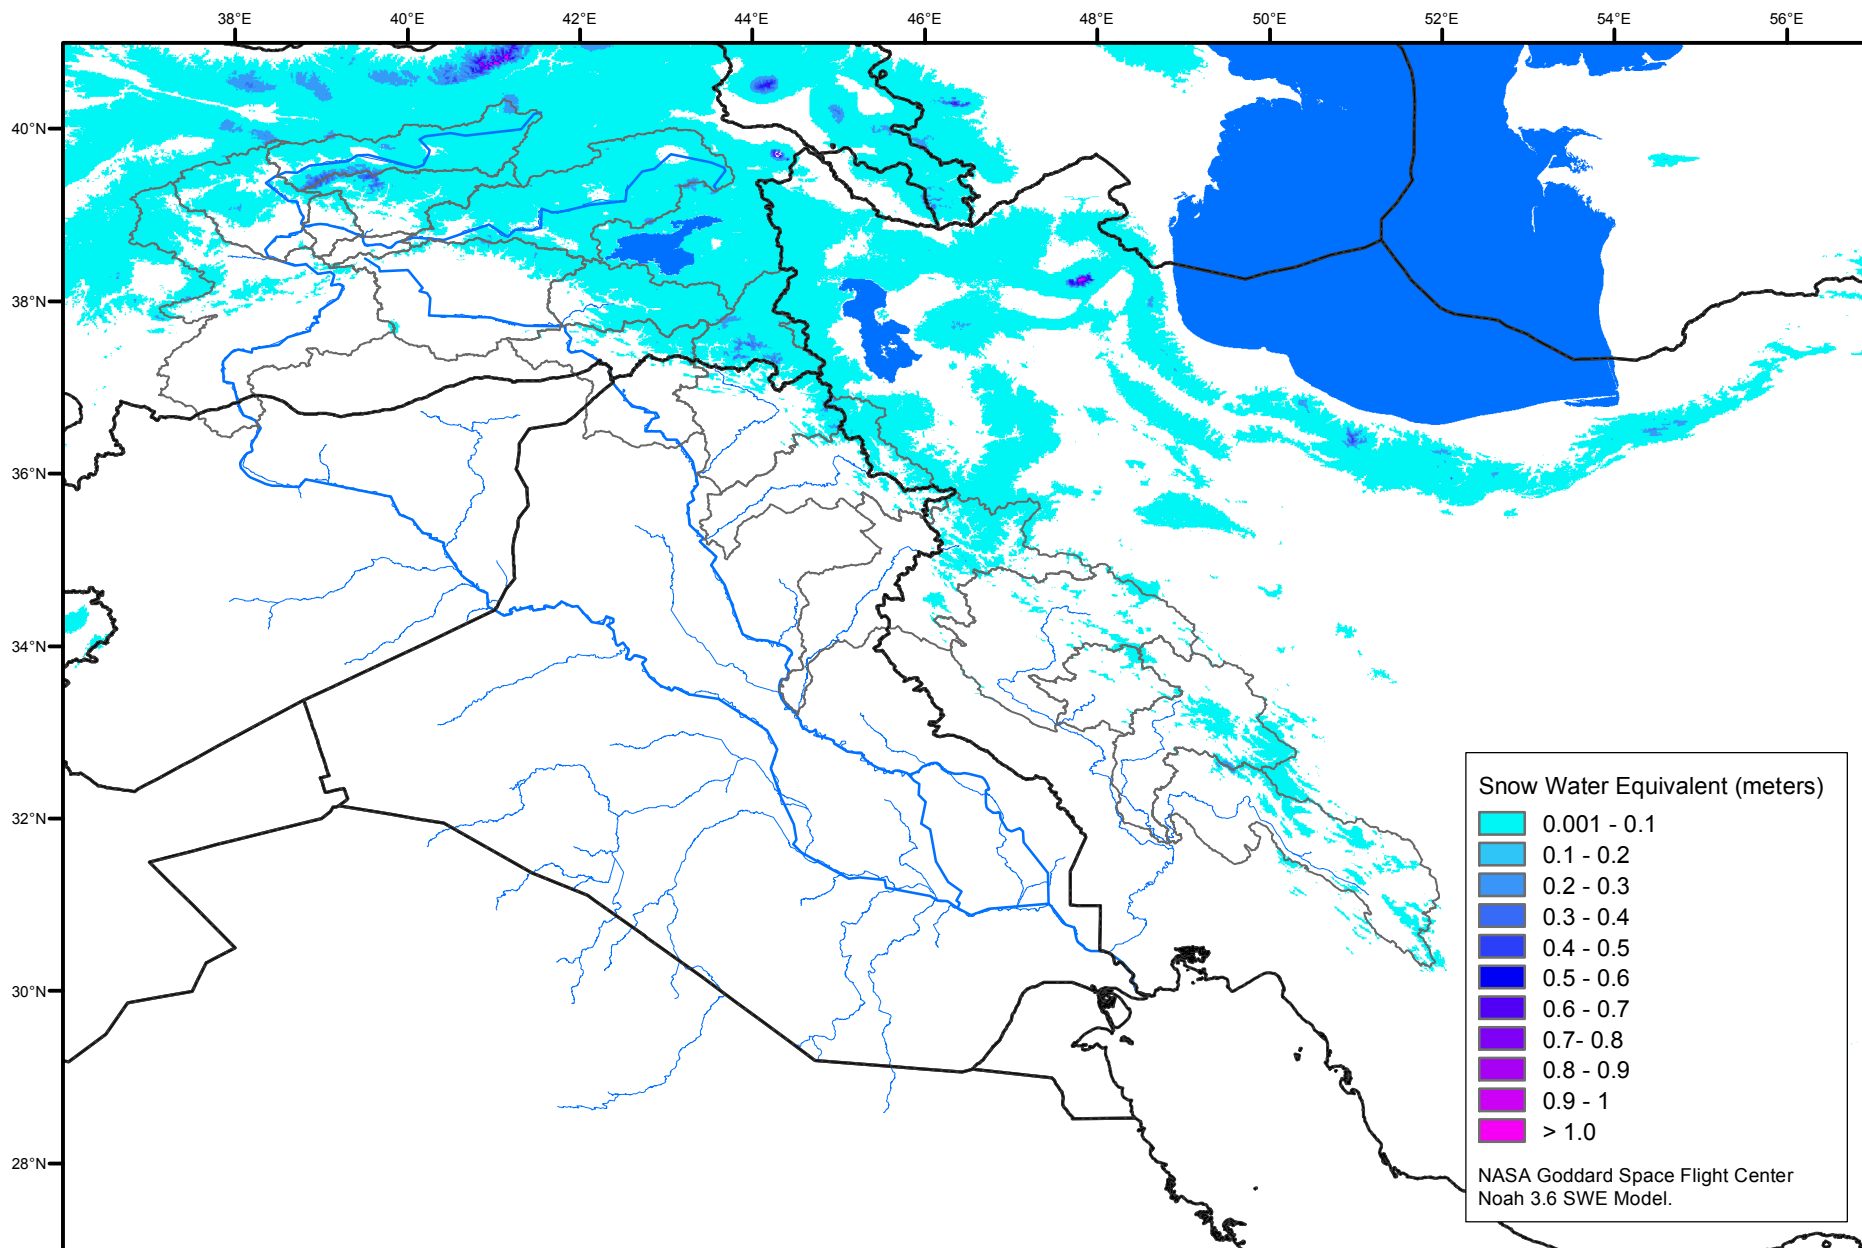 38°E 40°E 42°E 44°E 46°E 48°E 50°E 52°E 54°E 56°E
40°N
38°N
36°N
34°N
32°N
30°N
28°N
Snow Water Equivalent (meters)
0.001 - 0.1
0.1 - 0.2
0.2 - 0.3
0.3 - 0.4
0.4 - 0.5
0.5 - 0.6
0.6 - 0.7
0.7- 0.8
0.8 - 0.9
0.9 - 1
> 1.0
NASA Goddard Space Flight Center
Noah 3.6 SWE Model.